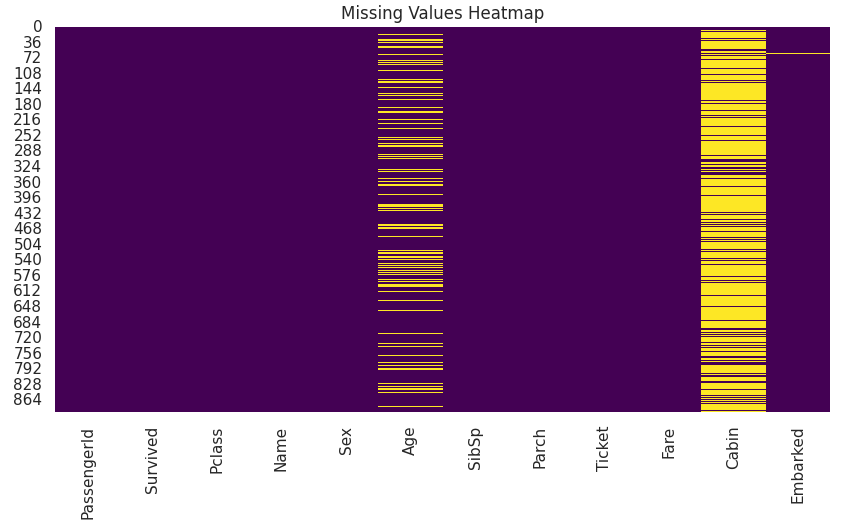 Missing Values Heatmap
0
36
72
108
144
180
216
252
288
324
360
396
432
468
504
540
576
612
648
684
720
756
792
828
864
PassengerId
Survived
Pclass
Name
Sex
Age
SibSp
Parch
Ticket
Fare
Cabin
Embarked